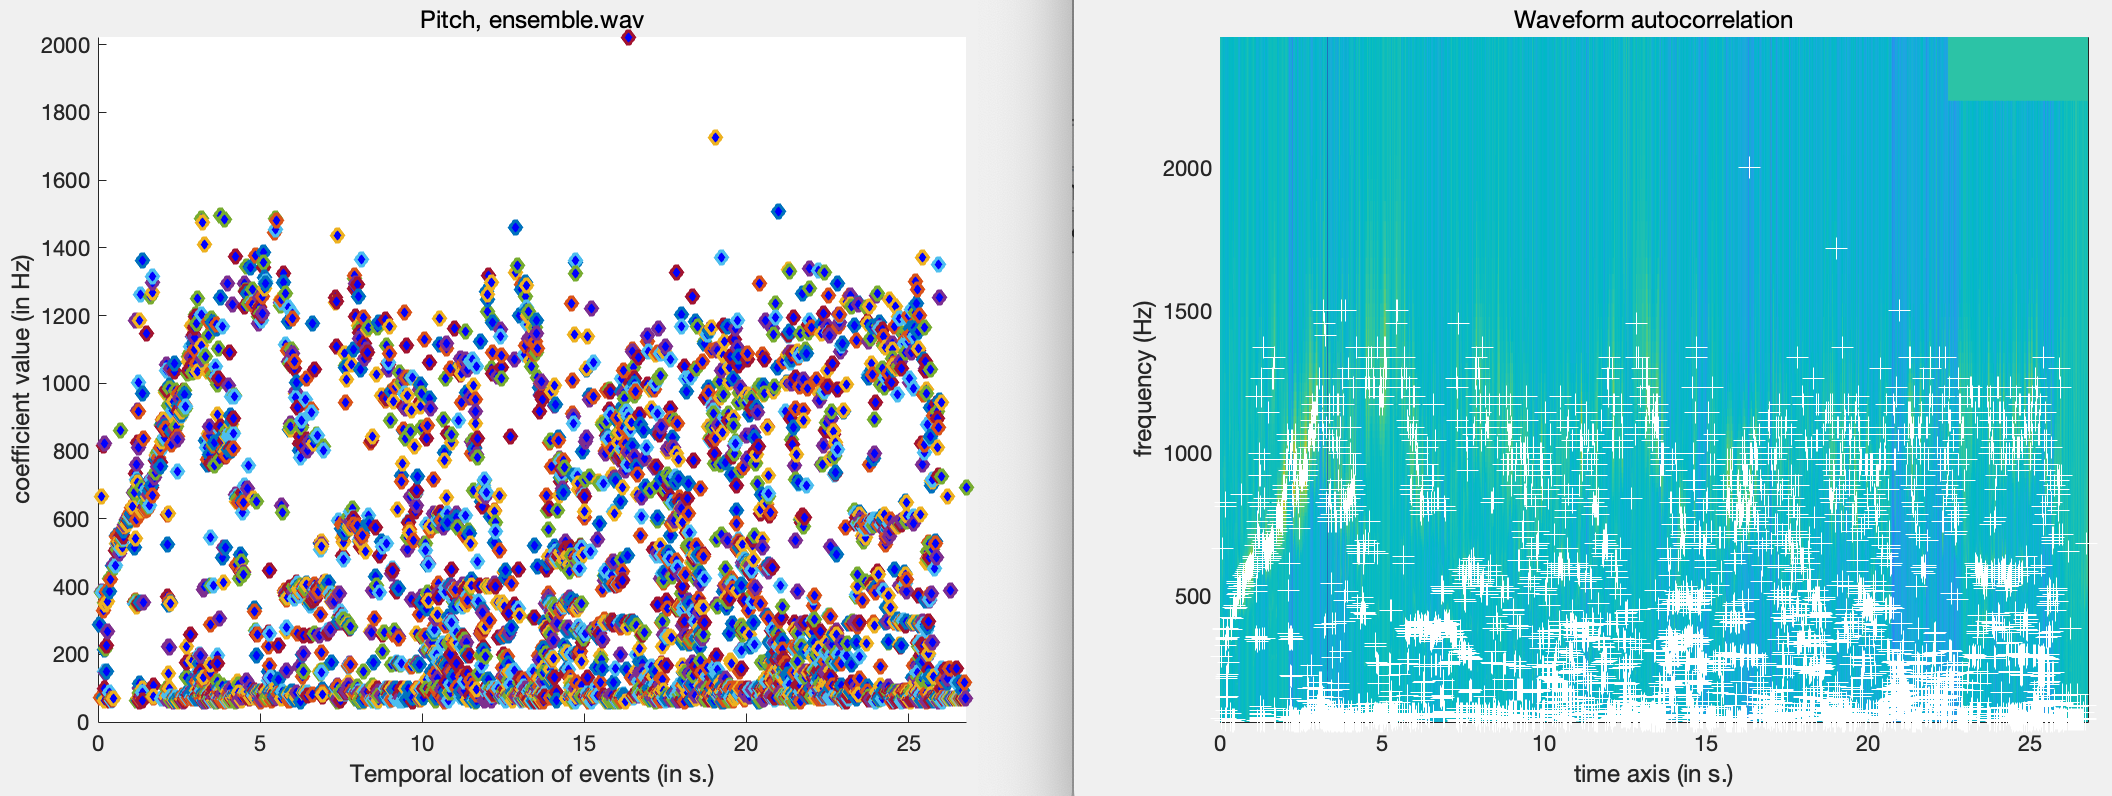 Pitch, ensemble.wav
2000
1800
1600
1400
1200
1000
800
600
400
200
0
coefficient value (in Hz)
0 5 10 15 20 25
Temporal location of events (in s.)
Waveform autocorrelation
2000
1500
1000
500
frequency (Hz)
0 5 10 15 20 25
time axis (in s.)